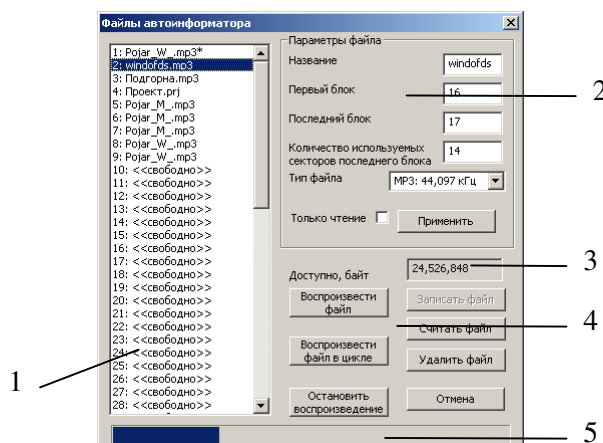 Файлы автоинформатора
1: Pojar_W_.mp3*
2: windofds.mp3
3: Подгорна.mp3
4: Проект.prj
5: Pojar_M_.mp3
6: Pojar_M_.mp3
7: Pojar_M_.mp3
8: Pojar_W_.mp3
9: Pojar_W_.mp3
10: <<свободно>>
11: <<свободно>>
12: <<свободно>>
13: <<свободно>>
14: <<свободно>>
15: <<свободно>>
16: <<свободно>>
17: <<свободно>>
18: <<свободно>>
19: <<свободно>>
20: <<свободно>>
21: <<свободно>>
22: <<свободно>>
23: <<свободно>>
24: <<свободно>>
25: <<свободно>>
26: <<свободно>>
27: <<свободно>>
28: <<свободно>>
Параметры файла
Название windofds
Первый блок 16
Последний блок 17
Количество используемых
секторов последнего блока 14
Тип файла MP3: 44,097 кГц
Только чтение Применить
Доступно, байт 24,526,848
Воспроизвести
файл
Записать файл
Считать файл
Воспроизвести
файл в цикле
Удалить файл
Остановить
воспроизведение
Отмена
1
2
3
4
5